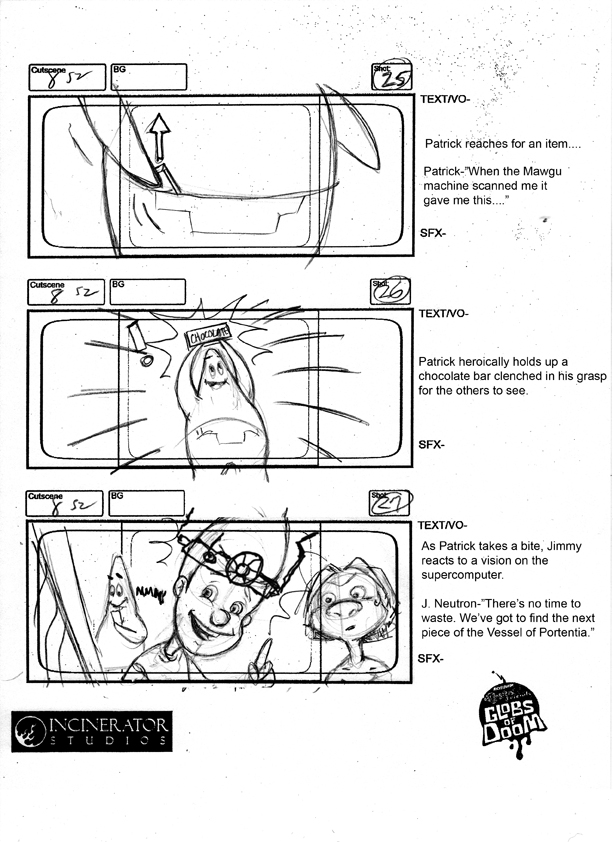 Cutscene
8 52
BG
Shot:
25
TEXT/VO-
Patrick reaches for an item....
Patrick-"When the Mawgu
machine scanned me it
gave me this...."
SFX-
Cutscene
8 52
BG
Shot:
26
TEXT/VO-
CHOCOLATE
Patrick heroically holds up a
chocolate bar clenched in his grasp
for the others to see.
SFX-
Cutscene
8 52
BG
Shot:
27
TEXT/VO-
As Patrick takes a bite, Jimmy
reacts to a vision on the
supercomputer.
J. Neutron-"There's no time to
waste. We've got to find the next
piece of the Vessel of Portentia."
SFX-
INCINERATOR
STUDIOS
GLOBS
OF
DOOM